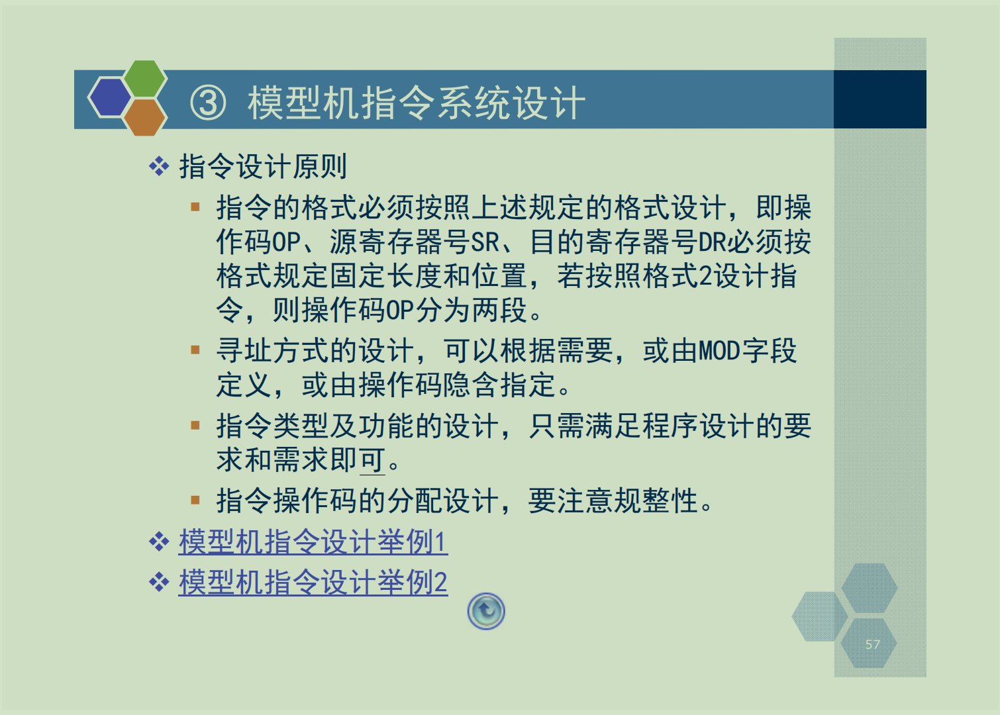 ③ 模型机指令系统设计
指令设计原则
指令的格式必须按照上述规定的格式设计，即操
作码OP、源寄存器号SR、目的寄存器号DR必须按
格式规定固定长度和位置，若按照格式2设计指
令，则操作码OP分为两段。
寻址方式的设计，可以根据需要，或由MOD字段
定义，或由操作码隐含指定。
指令类型及功能的设计，只需满足程序设计的要
求和需求即可。
指令操作码的分配设计，要注意规整性。
模型机指令设计举例1
模型机指令设计举例2
57